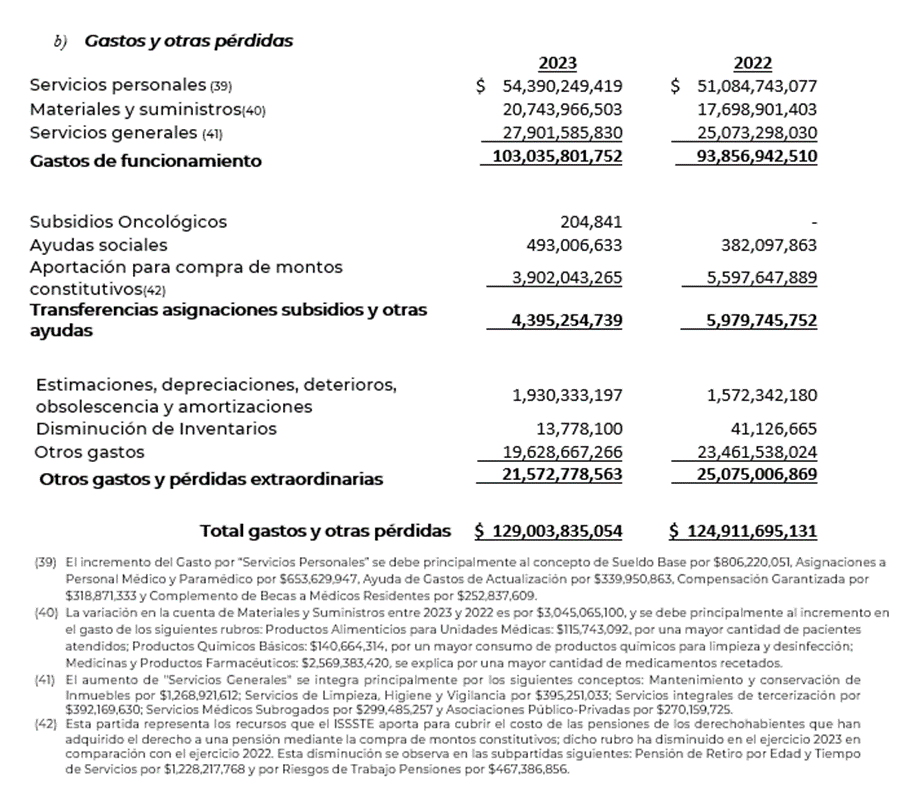 b) Gastos y otras pérdidas
2023 2022
Servicios personales (39) $ 54,390,249,419 $ 51,084,743,077
Materiales y suministros(40) 20,743,966,503 17,698,901,403
Servicios generales (41) 27,901,585,830 25,073,298,030
Gastos de funcionamiento 103,035,801,752 93,856,942,510
Subsidios Oncológicos 204,841 -
Ayudas sociales 493,006,633 382,097,863
Aportación para compra de montos
constitutivos(42) 3,902,043,265 5,597,647,889
Transferencias asignaciones subsidios y otras
ayudas 4,395,254,739 5,979,745,752
Estimaciones, depreciaciones, deterioros,
obsolescencia y amortizaciones 1,930,333,197 1,572,342,180
Disminución de Inventarios 13,778,100 41,126,665
Otros gastos 19,628,667,266 23,461,538,024
Otros gastos y pérdidas extraordinarias 21,572,778,563 25,075,006,869
Total gastos y otras pérdidas $ 129,003,835,054 $ 124,911,695,131
(39) El incremento del Gasto por “Servicios Personales” se debe principalmente al concepto de Sueldo Base por $806,220,051, Asignaciones a
Personal Médico y Paramédico por $653,629,947, Ayuda de Gastos de Actualización por $339,950,863, Compensación Garantizada por
$318,871,333 y Complemento de Becas a Médicos Residentes por $252,837,609.
(40) La variación en la cuenta de Materiales y Suministros entre 2023 y 2022 es por $3,045,065,100, y se debe principalmente al incremento en
el gasto de los siguientes rubros: Productos Alimenticios para Unidades Médicas: $115,743,092, por una mayor cantidad de pacientes
atendidos; Productos Químicos Básicos: $140,664,314, por un mayor consumo de productos químicos para limpieza y desinfección;
Medicinas y Productos Farmacéuticos: $2,569,383,420, se explica por una mayor cantidad de medicamentos recetados.
(41) El aumento de "Servicios Generales" se integra principalmente por los siguientes conceptos: Mantenimiento y conservación de
Inmuebles por $1,268,921,612; Servicios de Limpieza, Higiene y Vigilancia por $395,251,033; Servicios integrales de tercerización por
$392,169,630; Servicios Médicos Subrogados por $299,485,257 y Asociaciones Público-Privadas por $270,159,725.
(42) Esta partida representa los recursos que el ISSSTE aporta para cubrir el costo de las pensiones de los derechohabientes que han
adquirido el derecho a una pensión mediante la compra de montos constitutivos; dicho rubro ha disminuido en el ejercicio 2023 en
comparación con el ejercicio 2022. Esta disminución se observa en las subpartidas siguientes: Pensión de Retiro por Edad y Tiempo
de Servicios por $1,228,217,768 y por Riesgos de Trabajo Pensiones por $467,386,856.